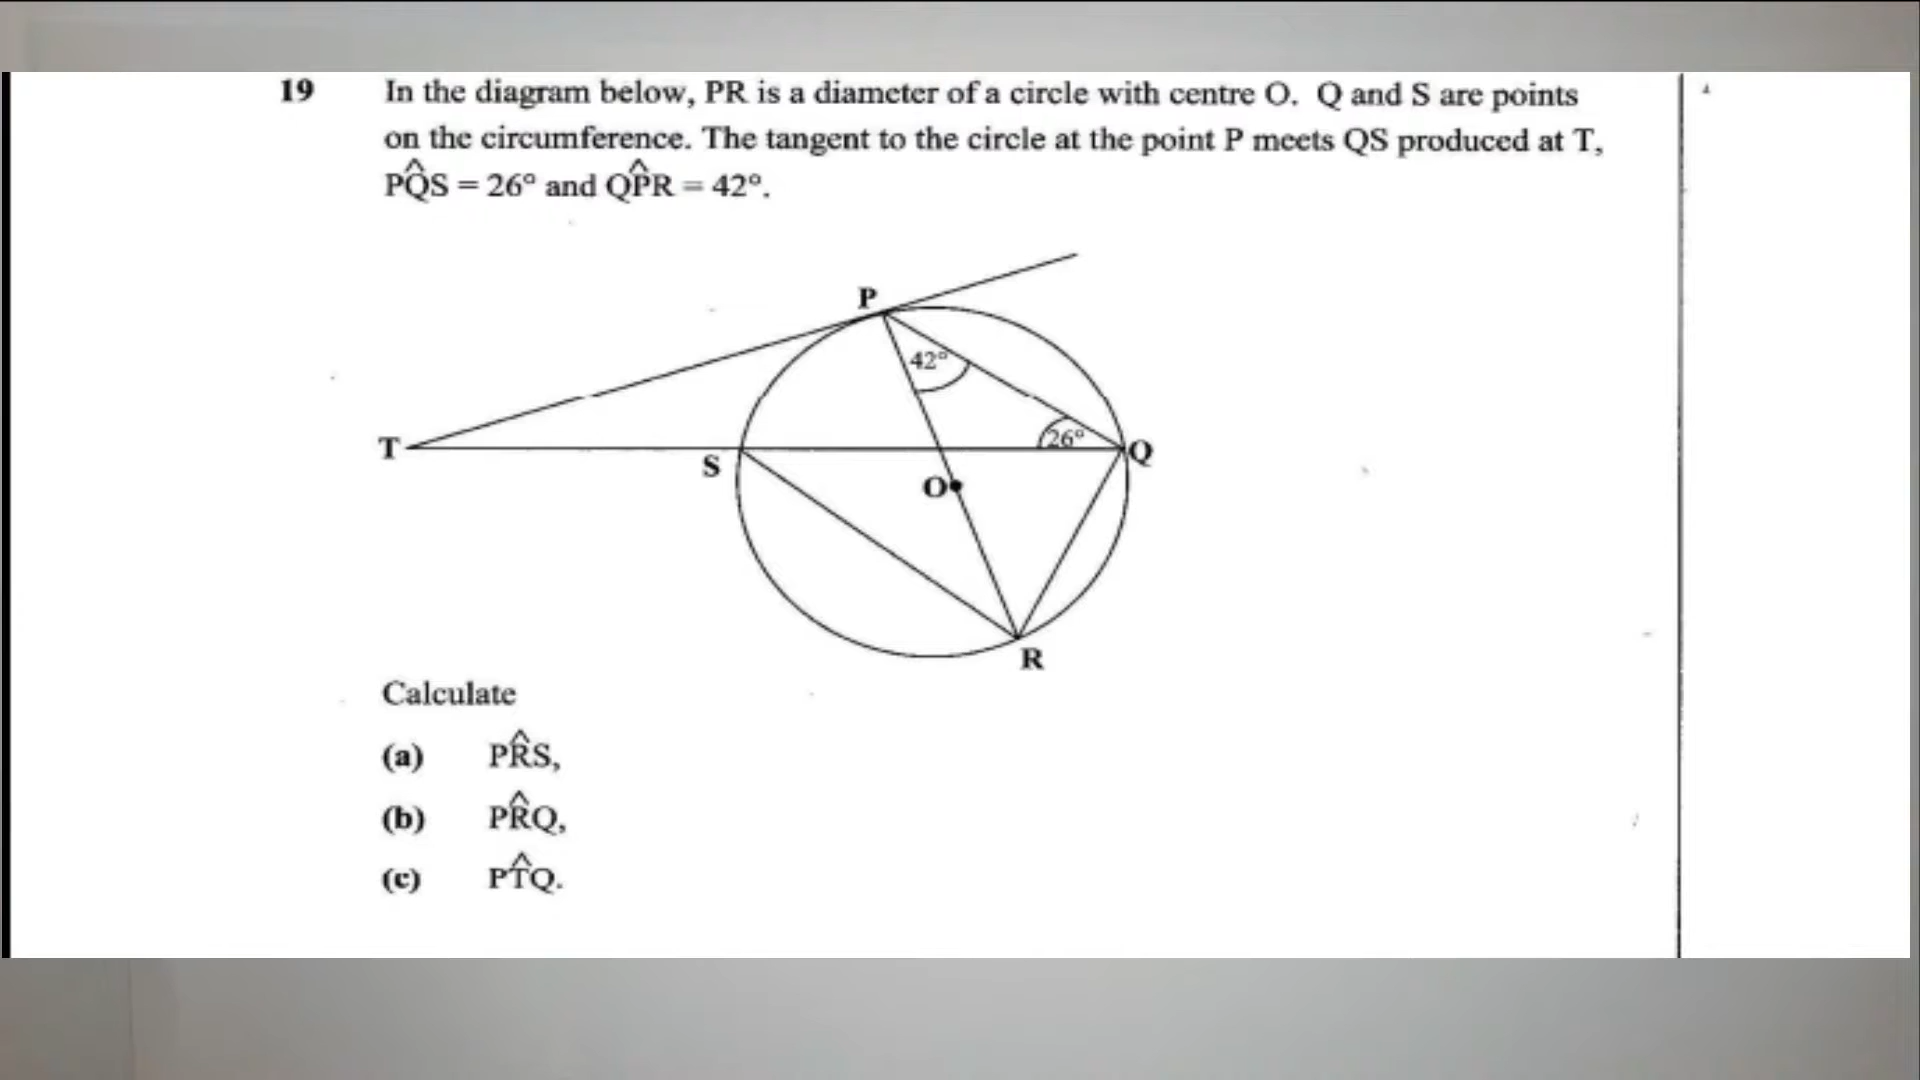 19 In the diagram below, PR is a diameter of a circle with centre O. Q and S are points
on the circumference. The tangent to the circle at the point P meets QS produced at T,
PQ̂S = 26° and QP̂R = 42°.
P
42°
T
S
26°
Q
O
R
Calculate
(a) PR̂S,
(b) PR̂Q,
(c) PT̂Q.